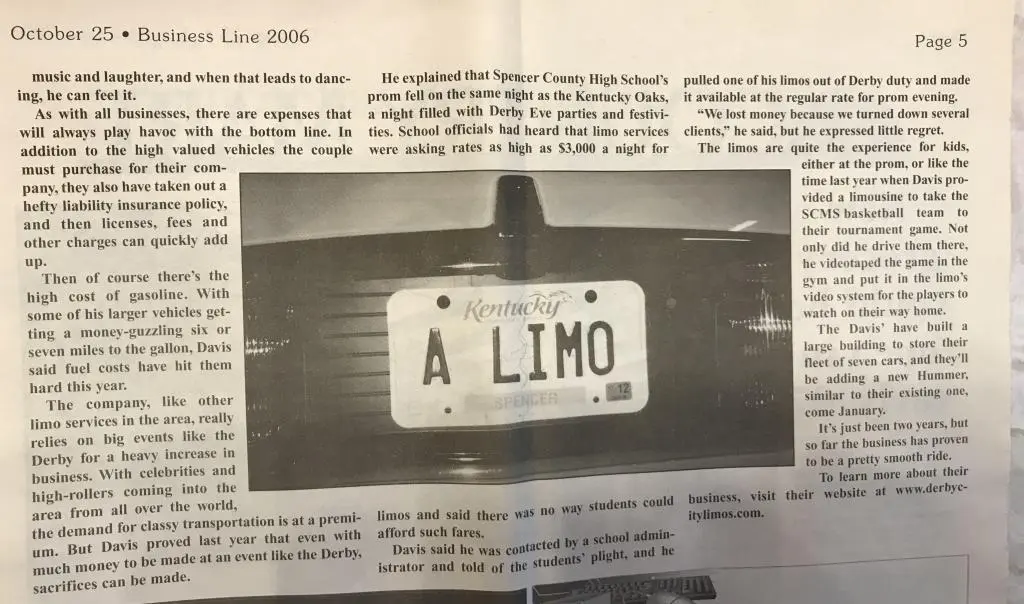 October 25 • Business Line 2006
Page 5
music and laughter, and when that leads to danc-
ing, he can feel it.
As with all businesses, there are expenses that
will always play havoc with the bottom line. In
addition to the high valued vehicles the couple
must purchase for their com-
pany, they also have taken out a
hefty liability insurance policy,
and then licenses, fees and
other charges can quickly add
up.
Then of course there's the
high cost of gasoline. With
some of his larger vehicles get-
ting a money-guzzling six or
seven miles to the gallon, Davis
said fuel costs have hit them
hard this year.
The company, like other
limo services in the area, really
relies on big events like the
Derby for a heavy increase in
business. With celebrities and
high-rollers coming into the
area from all over the world,
the demand for classy transportation is at a premi-
um. But Davis proved last year that even with
much money to be made at an event like the Derby,
sacrifices can be made.
He explained that Spencer County High School's
prom fell on the same night as the Kentucky Oaks,
a night filled with Derby Eve parties and festivi-
ties. School officials had heard that limo services
were asking rates as high as $3,000 a night for
Kentucky
A LIMO
SPENCER
12
limos and said there was no way students could
afford such fares.
Davis said he was contacted by a school admin-
istrator and told of the students' plight, and he
pulled one of his limos out of Derby duty and made
it available at the regular rate for prom evening.
"We lost money because we turned down several
clients," he said, but he expressed little regret.
The limos are quite the experience for kids,
either at the prom, or like the
time last year when Davis pro-
vided a limousine to take the
SCMS basketball team to
their tournament game. Not
only did he drive them there,
he videotaped the game in the
gym and put it in the limo's
video system for the players to
watch on their way home.
The Davis' have built a
large building to store their
fleet of seven cars, and they'll
be adding a new Hummer,
similar to their existing one,
come January.
It's just been two years, but
so far the business has proven
to be a pretty smooth ride.
To learn more about their
business, visit their website at www.derbyc-
itylimos.com.